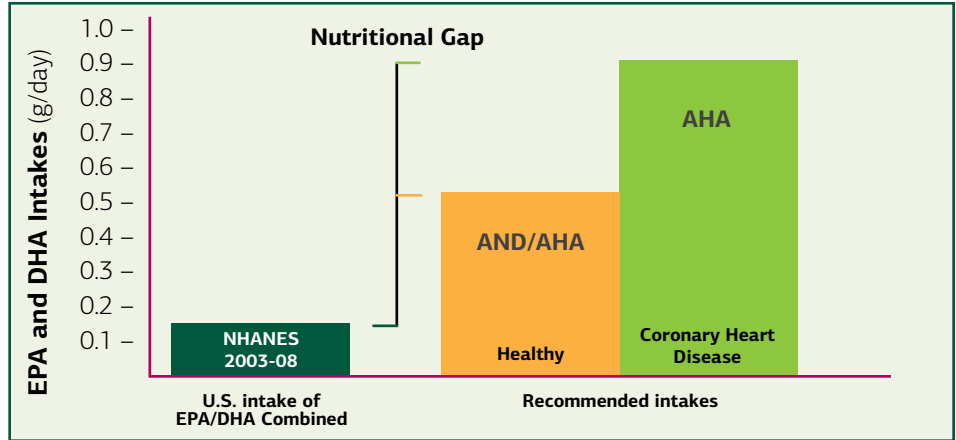 Nutritional Gap
EPA and DHA Intakes (g/day)
1.0 –
0.9 –
0.8 –
0.7 –
0.6 –
0.5 –
0.4 –
0.3 –
0.2 –
0.1 –
NHANES
2003-08
AND/AHA
Healthy
AHA
Coronary Heart
Disease
U.S. intake of
EPA/DHA Combined
Recommended intakes